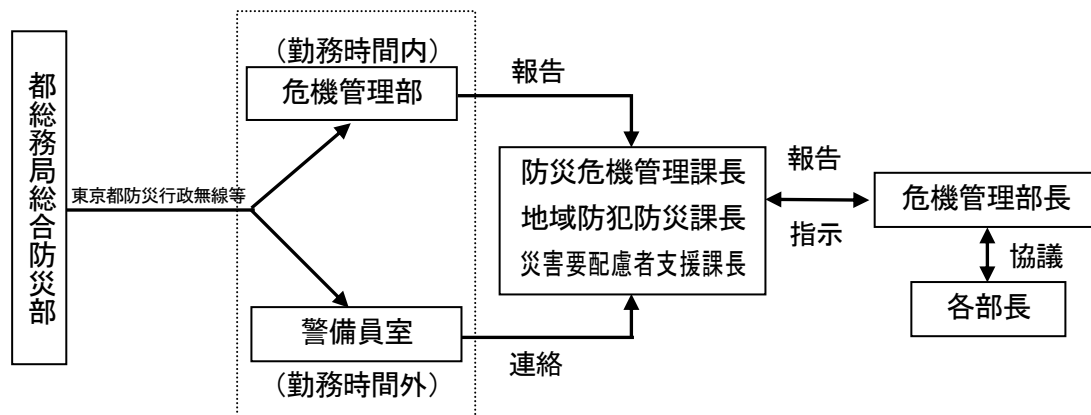 都総務局総合防災部
東京都防災行政無線等
（勤務時間内）
危機管理部
警備員室
（勤務時間外）
報告
連絡
防災危機管理課長
地域防犯防災課長
災害要配慮者支援課長
報告
指示
危機管理部長
協議
各部長